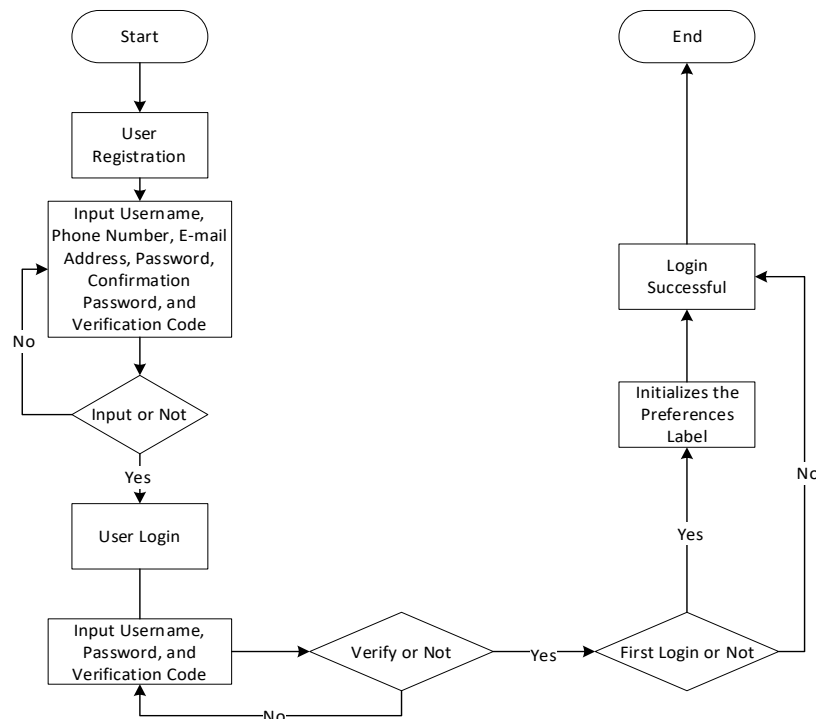 Start
User
Registration
Input Username,
Phone Number, E-mail
Address, Password,
Confirmation
Password, and
Verification Code
No
Input or Not
Yes
User Login
Input Username,
Password, and
Verification Code
No
Verify or Not
Yes
First Login or Not
Yes
No
Initializes the
Preferences
Label
Login
Successful
End